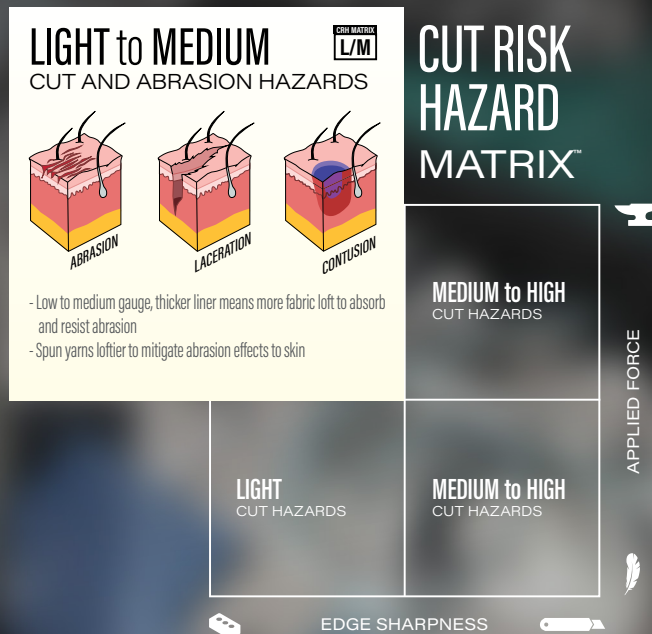 LIGHT to MEDIUM
CUT AND ABRASION HAZARDS
CRH MATRIX
L/M
ABRASION
LACERATION
CONTUSION
- Low to medium gauge, thicker liner means more fabric loft to absorb
and resist abrasion
- Spun yarns loftier to mitigate abrasion effects to skin
CUT RISK
HAZARD
MATRIX™
MEDIUM to HIGH
CUT HAZARDS
APPLIED FORCE
LIGHT
CUT HAZARDS
MEDIUM to HIGH
CUT HAZARDS
EDGE SHARPNESS